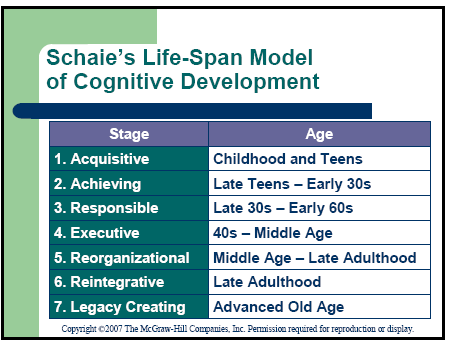 Schaie's Life-Span Model
of Cognitive Development
Stage Age
1. Acquisitive Childhood and Teens
2. Achieving Late Teens – Early 30s
3. Responsible Late 30s – Early 60s
4. Executive 40s – Middle Age
5. Reorganizational Middle Age – Late Adulthood
6. Reintegrative Late Adulthood
7. Legacy Creating Advanced Old Age
Copyright ©2007 The McGraw-Hill Companies, Inc. Permission required for reproduction or display.